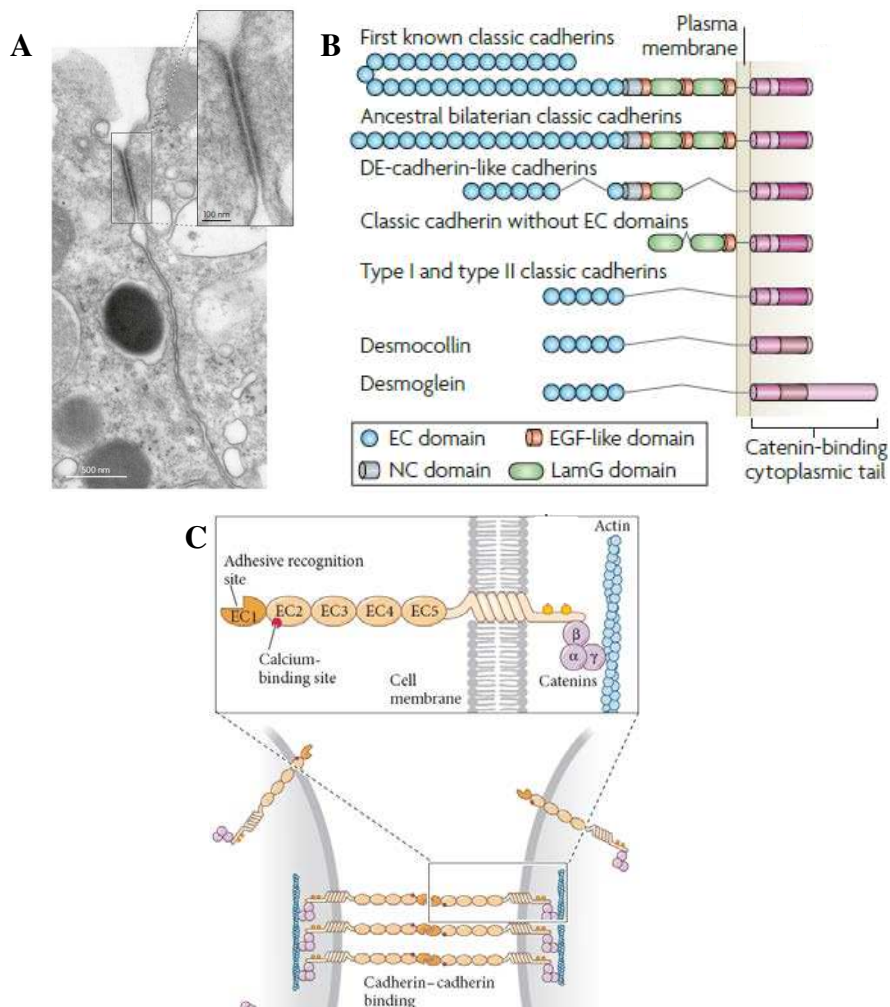 A
100 nm
500 nm
B
Plasma
membrane
First known classic cadherins
Ancestral bilaterian classic cadherins
DE-cadherin-like cadherins
Classic cadherin without EC domains
Type I and type II classic cadherins
Desmocollin
Desmoglein
EC domain
EGF-like domain
NC domain
LamG domain
Catenin-binding
cytoplasmic tail
C
Actin
Adhesive recognition
site
EC1 EC2 EC3 EC4 EC5
β
α γ
Calcium-
binding site
Cell
membrane
Catenins
Cadherin–cadherin
binding